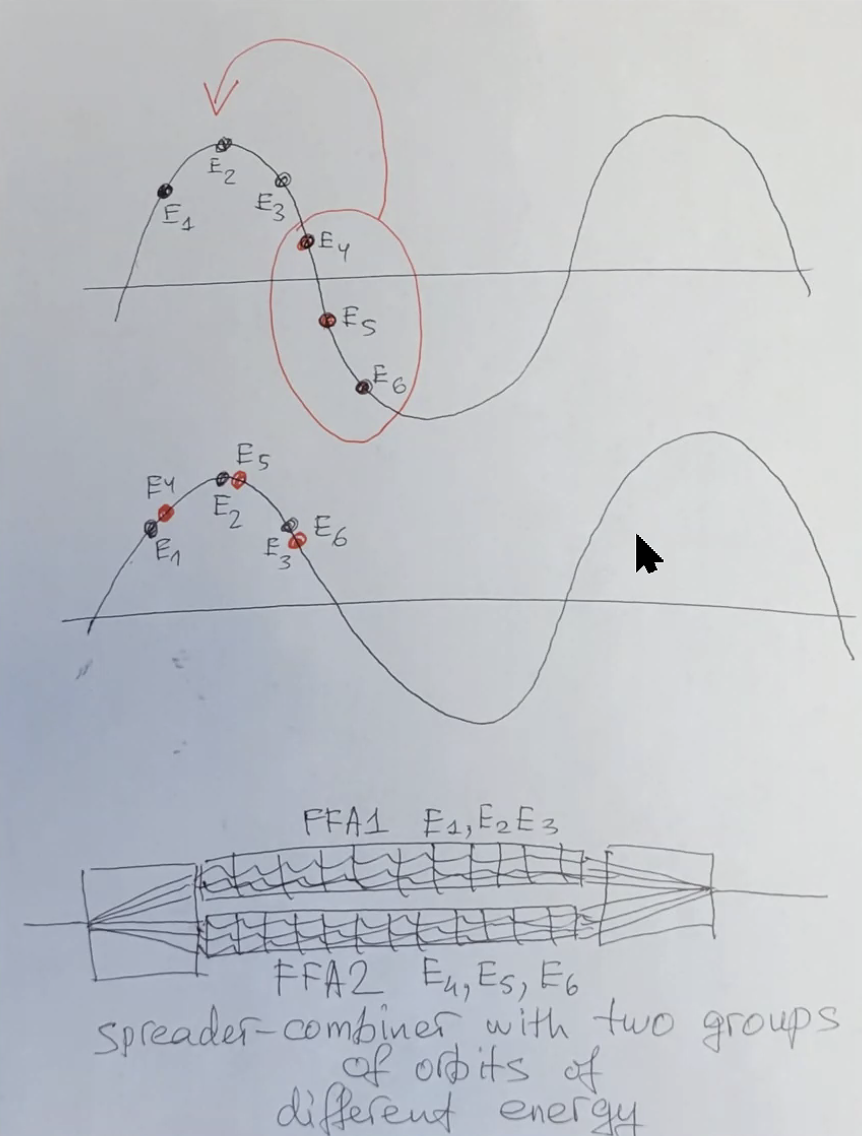 E2
E1
E3
E4
E5
E6
E5
E4
E2
E1
E3
E6
FFA1 E1, E2 E3
FFA2 E4, E5, E6
spreader-combiner with two groups
of orbits of
different energy